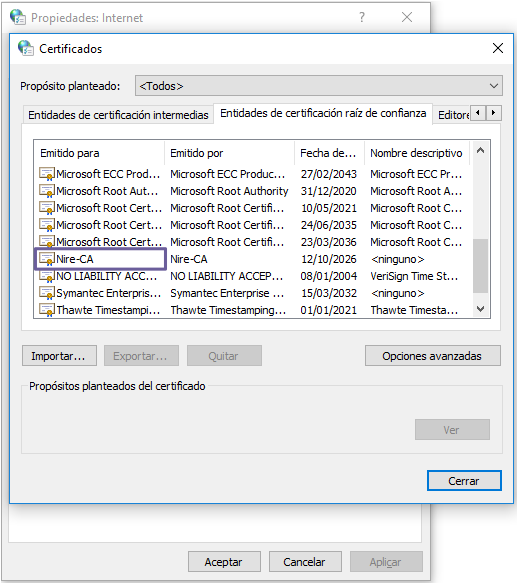 Propiedades: Internet
Certificados
Propósito planteado: <Todos>
Entidades de certificación intermedias Entidades de certificación raíz de confianza Editore
Emitido para Emitido por Fecha de... Nombre descriptivo
Microsoft ECC Prod... Microsoft ECC Produc... 27/02/2043 Microsoft ECC Pr...
Microsoft Root Aut... Microsoft Root Authority 31/12/2020 Microsoft Root A...
Microsoft Root Cert... Microsoft Root Certifi... 10/05/2021 Microsoft Root C...
Microsoft Root Cert... Microsoft Root Certifi... 24/06/2035 Microsoft Root C...
Microsoft Root Cert... Microsoft Root Certifi... 23/03/2036 Microsoft Root C...
Nire-CA Nire-CA 12/10/2026 <ninguno>
NO LIABILITY ACC... NO LIABILITY ACCEP... 08/01/2004 VeriSign Time St...
Symantec Enterpris... Symantec Enterprise ... 15/03/2032 <ninguno>
Thawte Timestampi... Thawte Timestamping... 01/01/2021 Thawte Timesta...
Importar... Exportar... Quitar Opciones avanzadas
Propósitos planteados del certificado
Ver
Cerrar
Aceptar Cancelar Aplicar